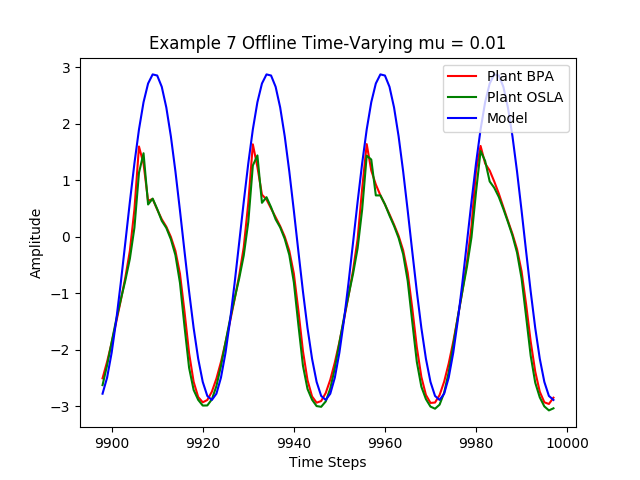 Example 7 Offline Time-Varying mu = 0.01
Plant BPA
Plant OSLA
Model
3
2
1
0
−1
−2
−3
Amplitude
9900
9920
9940
9960
9980
10000
Time Steps